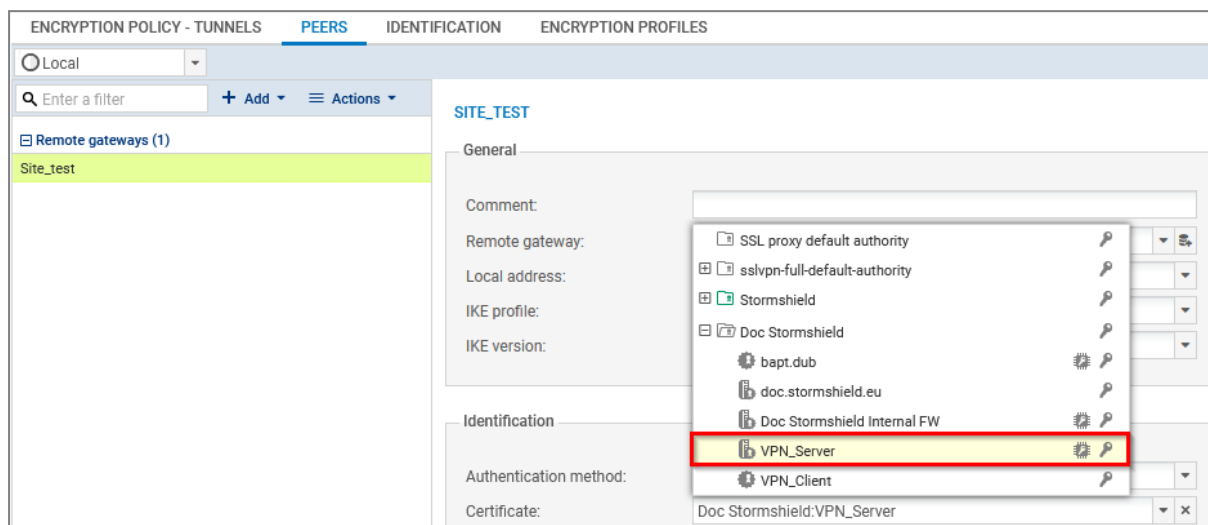 ENCRYPTION POLICY - TUNNELS PEERS IDENTIFICATION ENCRYPTION PROFILES
Local
Enter a filter + Add Actions
Remote gateways (1)
Site_test
SITE_TEST
General
Comment:
Remote gateway:
Local address:
IKE profile:
IKE version:
SSL proxy default authority
sslvpn-full-default-authority
Stormshield
Doc Stormshield
bapt.dub
doc.stormshield.eu
Doc Stormshield Internal FW
VPN_Server
VPN_Client
Identification
Authentication method:
Certificate: Doc Stormshield:VPN_Server